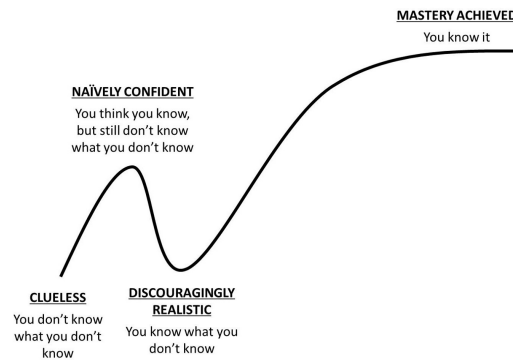 MASTERY ACHIEVED
You know it
NAÏVELY CONFIDENT
You think you know,
but still don't know
what you don't know
CLUELESS
You don't know
what you don't
know
DISCOURAGINGLY
REALISTIC
You know what you
don't know